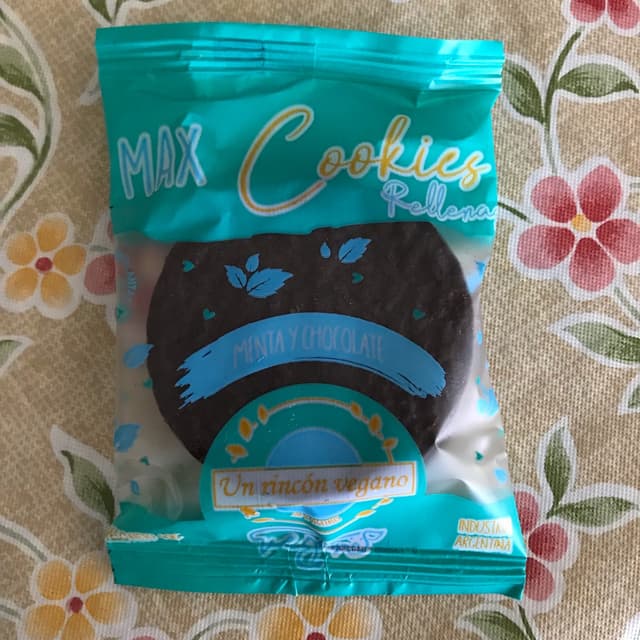 MAX
Cookies
Rellena
MENTA Y CHOCOLATE
Un rincón vegano
INDUSTRIA
ARGENTINA